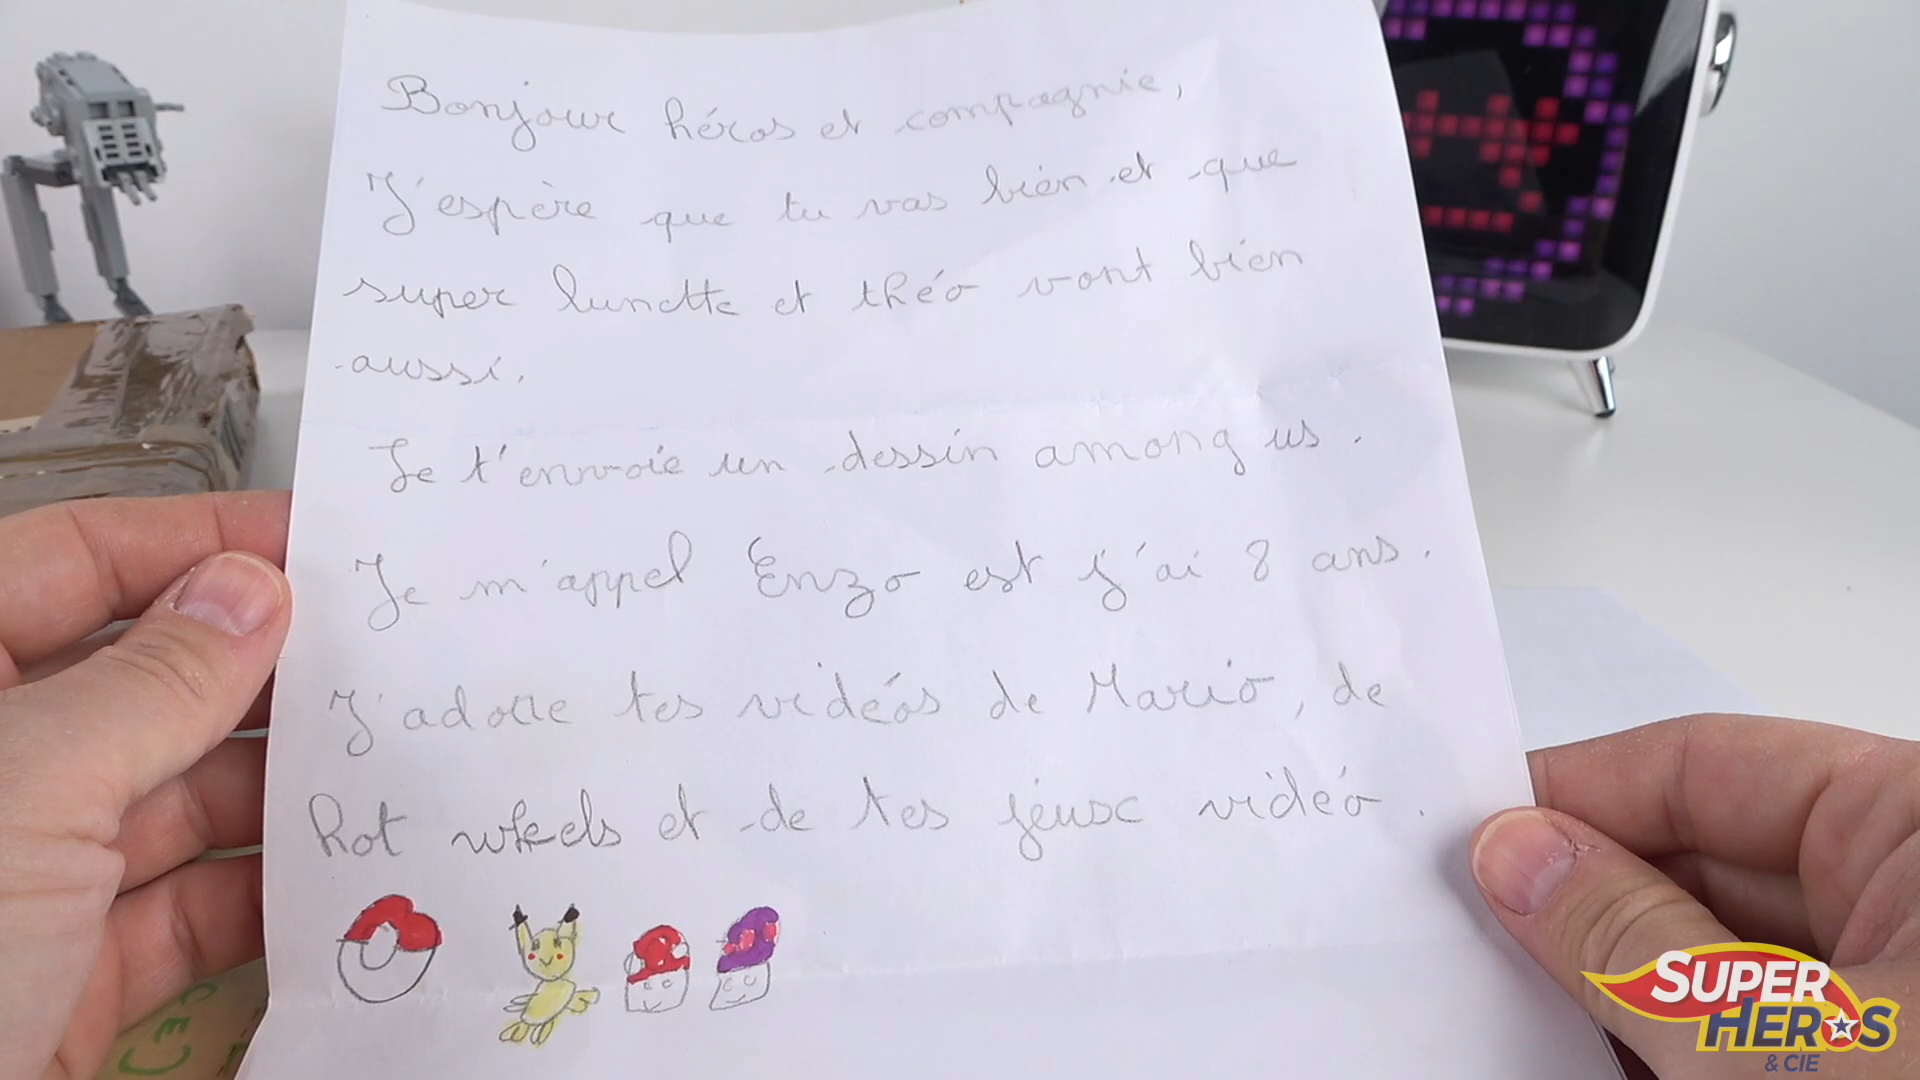 Bonjour héros et compagnie,
J'espère que tu vas bien et que
super lunette et théo vont bien
aussi.
Je t'envoie un dessin among us.
Je m'appel Enzo est j'ai 8 ans.
J'adore tes vidéos de Mario, de
hot wheels et de tes jeux vidéo.
SUPER
HEROS
& CIE